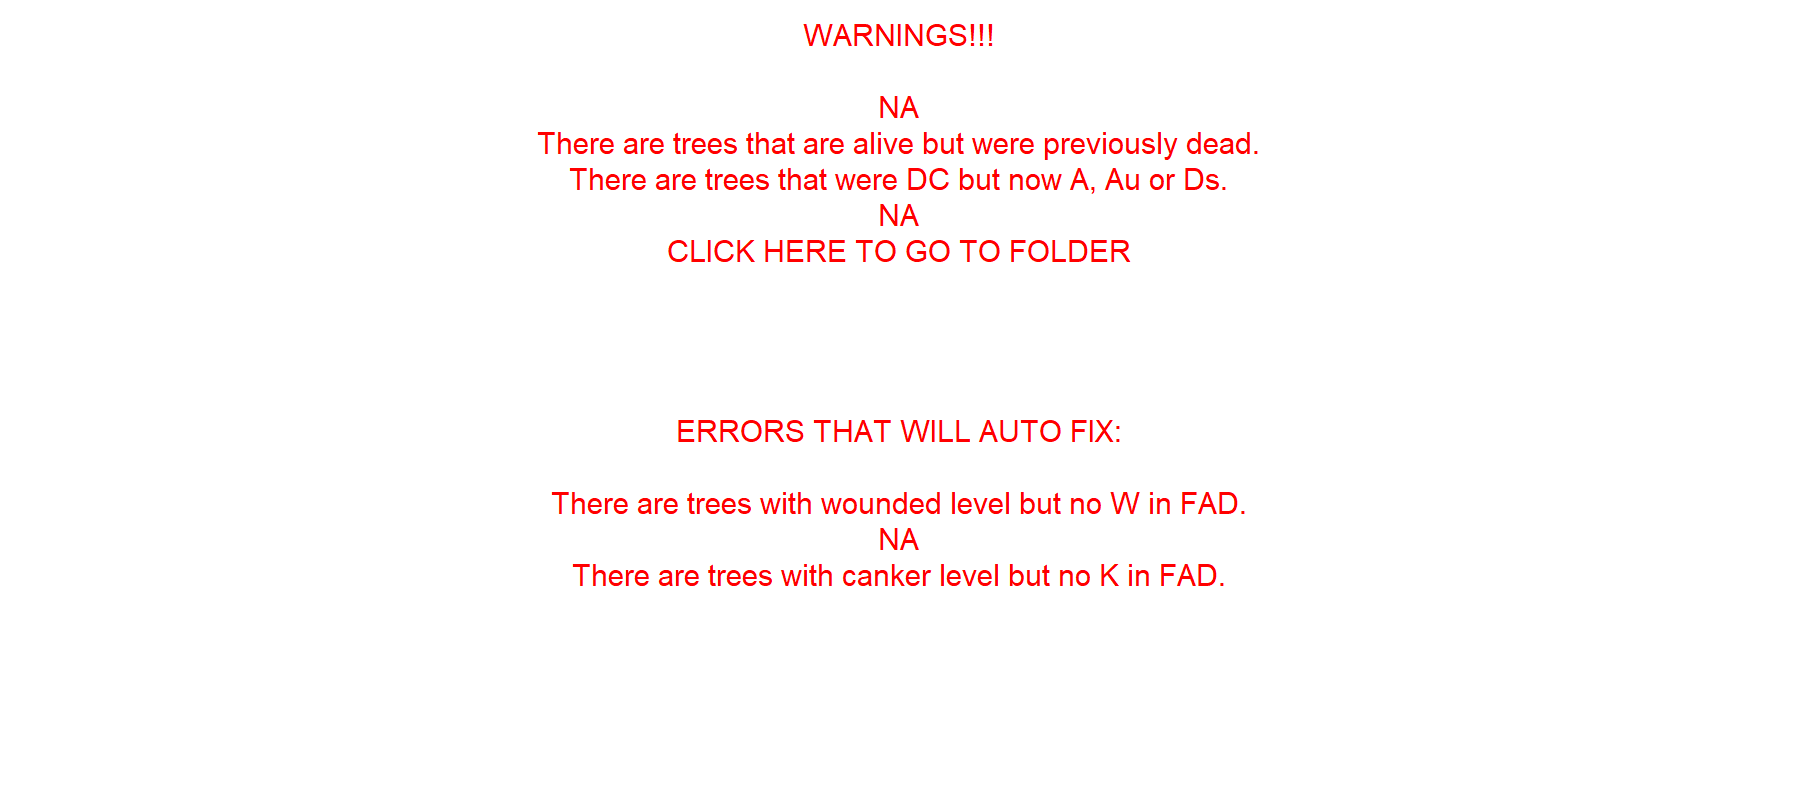 WARNINGS!!!
NA
There are trees that are alive but were previously dead.
There are trees that were DC but now A, Au or Ds.
NA
CLICK HERE TO GO TO FOLDER
ERRORS THAT WILL AUTO FIX:
There are trees with wounded level but no W in FAD.
NA
There are trees with canker level but no K in FAD.